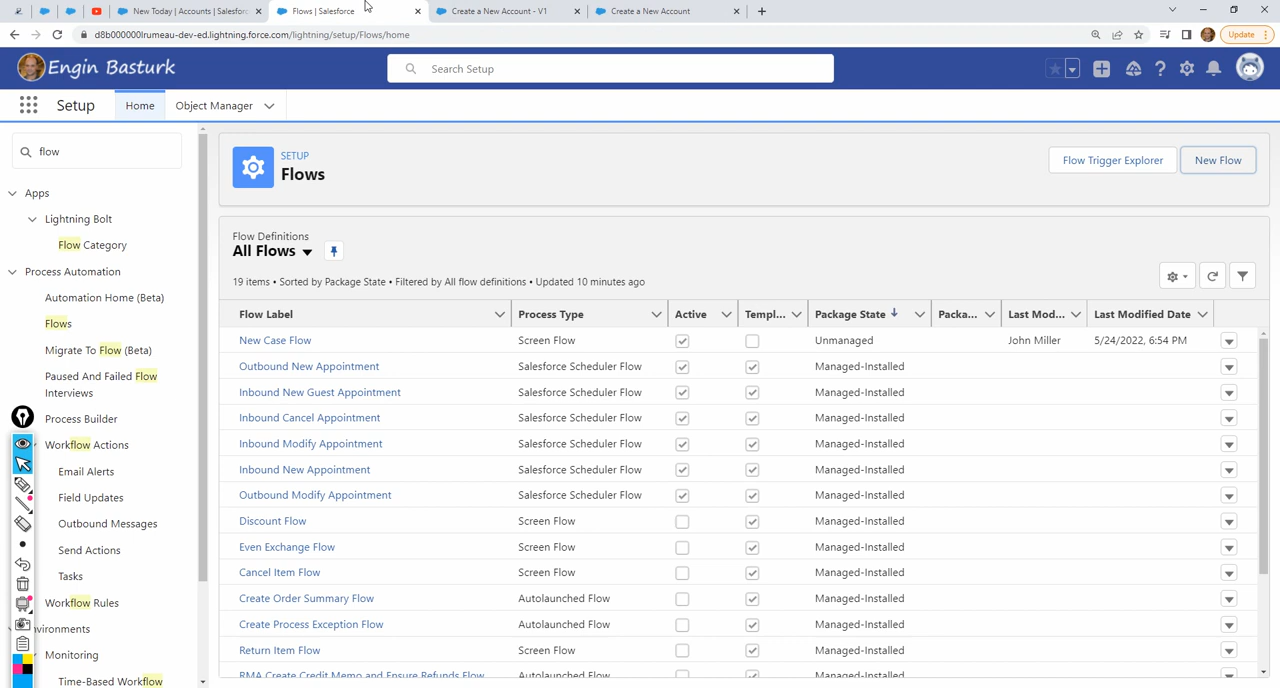 New Today | Accounts | Salesforc
Flows | Salesforce
Create a New Account - V1
Create a New Account
d8b000000lrumeau-dev-ed.lightning.force.com/lightning/setup/Flows/home
Update
Engin Basturk
Search Setup
Setup
Home
Object Manager
flow
SETUP
Flows
Flow Trigger Explorer
New Flow
Apps
Lightning Bolt
Flow Category
Process Automation
Automation Home (Beta)
Flows
Migrate To Flow (Beta)
Paused And Failed Flow
Interviews
Process Builder
Workflow Actions
Email Alerts
Field Updates
Outbound Messages
Send Actions
Tasks
Workflow Rules
nvironments
Monitoring
Time-Based Workflow
Flow Definitions
All Flows
19 items • Sorted by Package State • Filtered by All flow definitions • Updated 10 minutes ago
Flow Label Process Type Active Templ... Package State Packa... Last Mod... Last Modified Date
New Case Flow Screen Flow Unmanaged John Miller 5/24/2022, 6:54 PM
Outbound New Appointment Salesforce Scheduler Flow Managed-Installed
Inbound New Guest Appointment Salesforce Scheduler Flow Managed-Installed
Inbound Cancel Appointment Salesforce Scheduler Flow Managed-Installed
Inbound Modify Appointment Salesforce Scheduler Flow Managed-Installed
Inbound New Appointment Salesforce Scheduler Flow Managed-Installed
Outbound Modify Appointment Salesforce Scheduler Flow Managed-Installed
Discount Flow Screen Flow Managed-Installed
Even Exchange Flow Screen Flow Managed-Installed
Cancel Item Flow Screen Flow Managed-Installed
Create Order Summary Flow Autolaunched Flow Managed-Installed
Create Process Exception Flow Autolaunched Flow Managed-Installed
Return Item Flow Screen Flow Managed-Installed
RMA Create Credit Memo and Ensure Refunds Flow Autolaunched Flow Managed-Installed